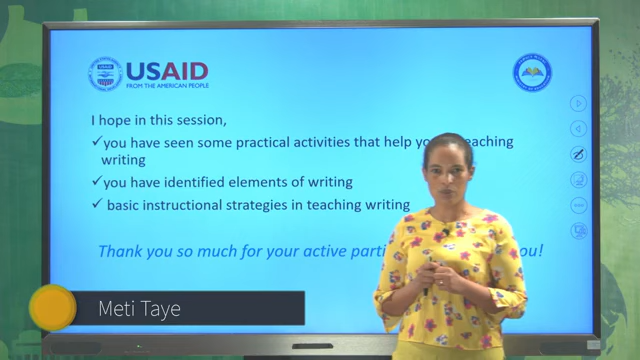 USAID
FROM THE AMERICAN PEOPLE
I hope in this session,
✓you have seen some practical activities that help you teaching
writing
✓you have identified elements of writing
✓ basic instructional strategies in teaching writing
Thank you so much for your active parti you!
Meti Taye